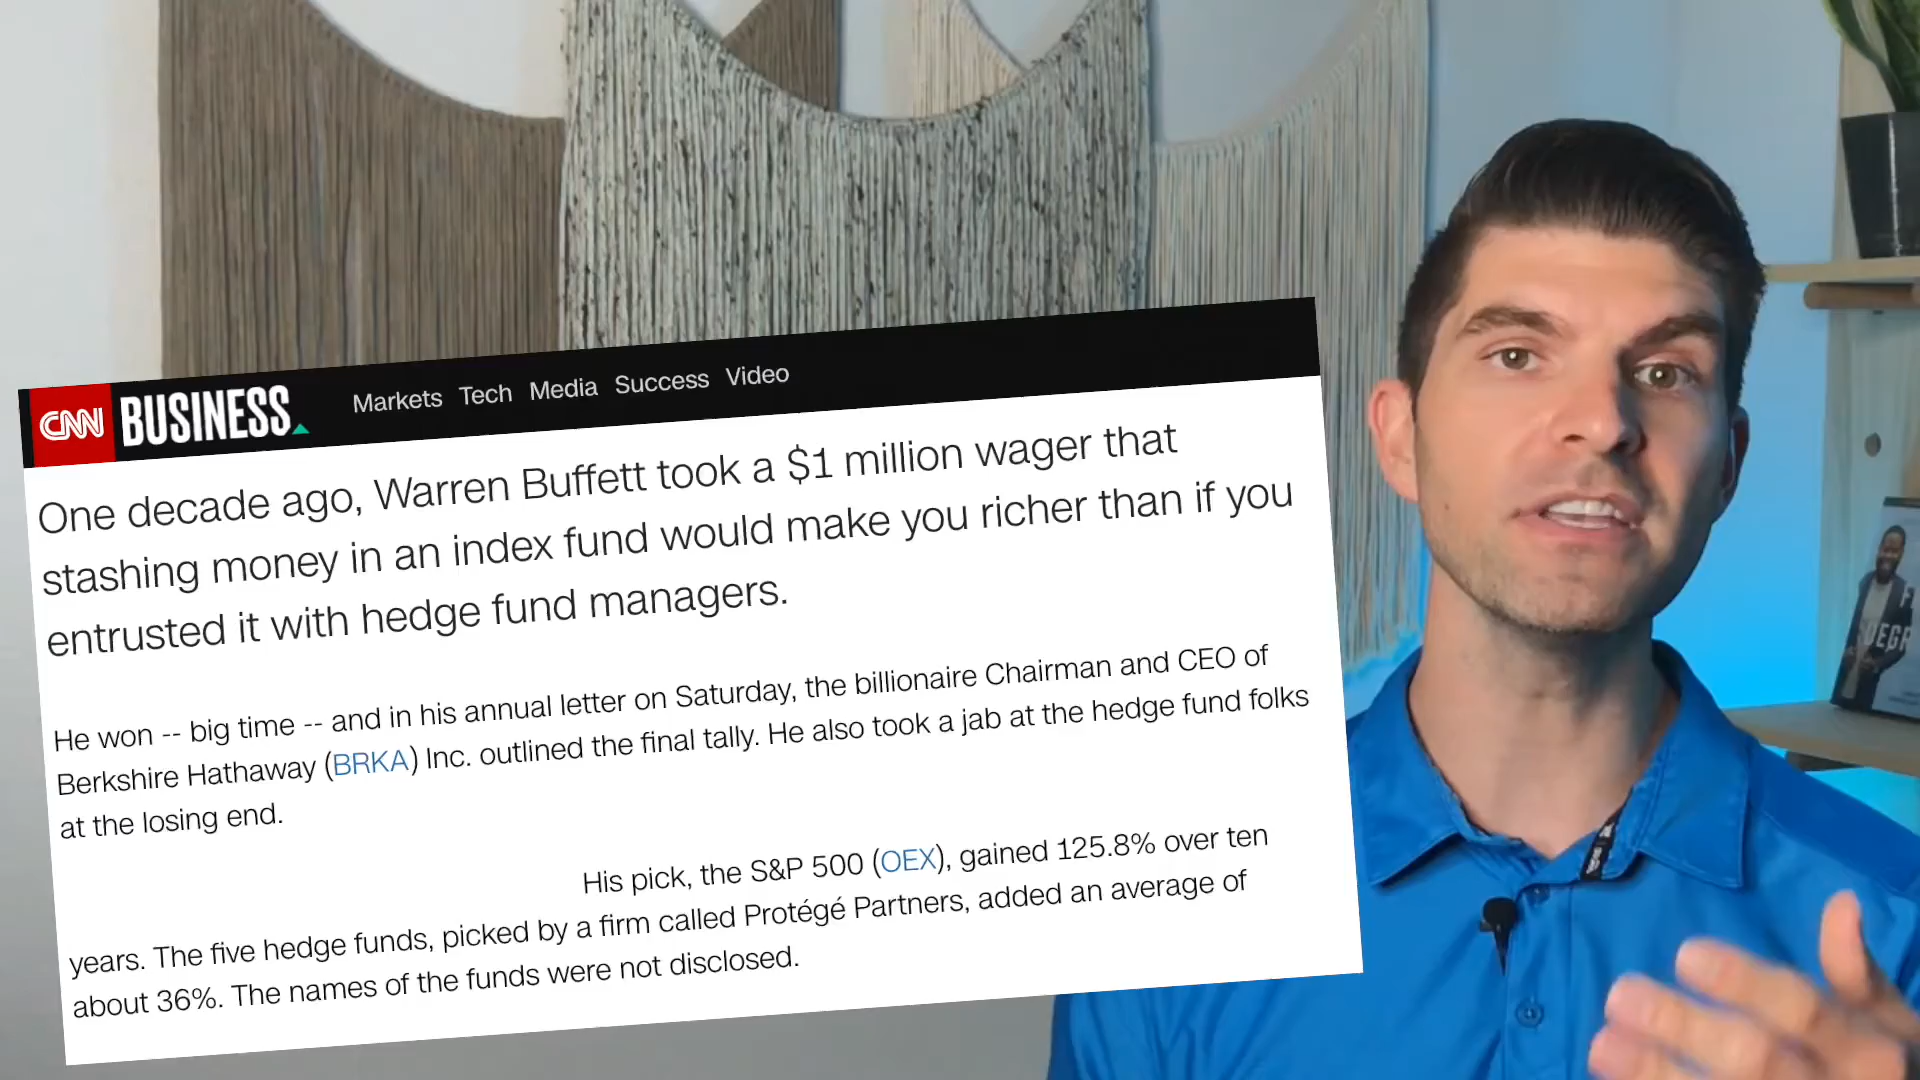 CNN BUSINESS Markets Tech Media Success Video
One decade ago, Warren Buffett took a $1 million wager that
stashing money in an index fund would make you richer than if you
entrusted it with hedge fund managers.
He won -- big time -- and in his annual letter on Saturday, the billionaire Chairman and CEO of
Berkshire Hathaway (BRKA) Inc. outlined the final tally. He also took a jab at the hedge fund folks
at the losing end.
His pick, the S&P 500 (OEX), gained 125.8% over ten
years. The five hedge funds, picked by a firm called Protégé Partners, added an average of
about 36%. The names of the funds were not disclosed.